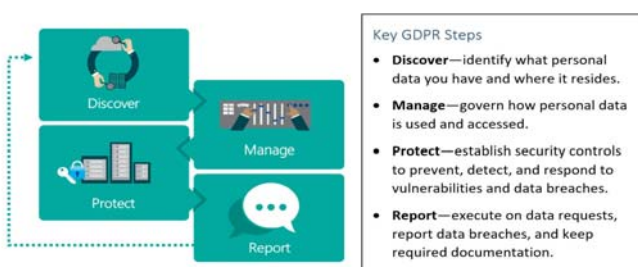 Discover
Manage
Protect
Report
Key GDPR Steps
• Discover—identify what personal
data you have and where it resides.
• Manage—govern how personal data
is used and accessed.
• Protect—establish security controls
to prevent, detect, and respond to
vulnerabilities and data breaches.
• Report—execute on data requests,
report data breaches, and keep
required documentation.